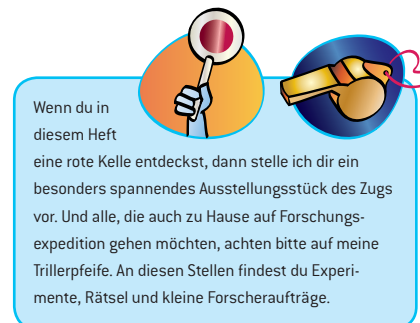 Wenn du in
diesem Heft
eine rote Kelle entdeckst, dann stelle ich dir ein
besonders spannendes Ausstellungsstück des Zugs
vor. Und alle, die auch zu Hause auf Forschungs-
expedition gehen möchten, achten bitte auf meine
Trillerpfeife. An diesen Stellen findest du Experi-
mente, Rätsel und kleine Forscheraufträge.